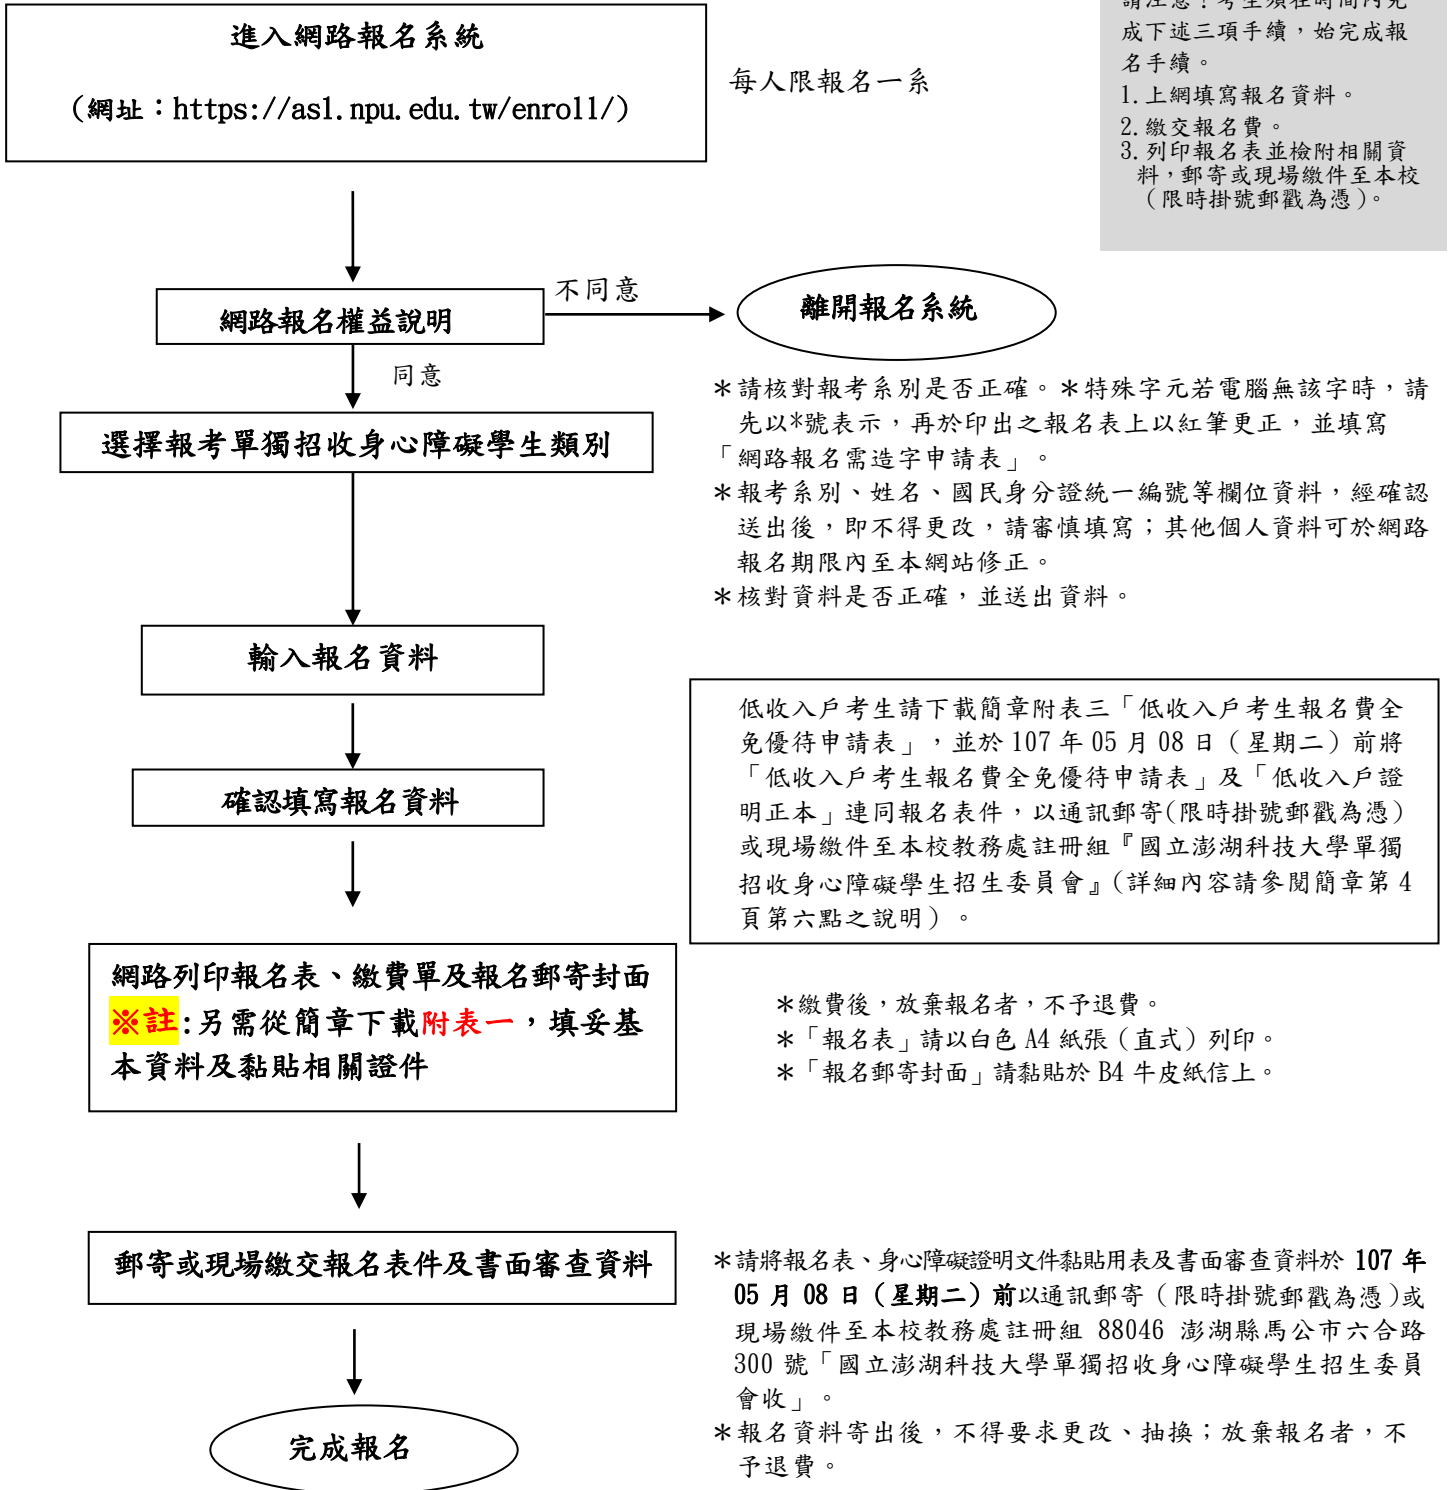 進入網路報名系統
（網址：https://as1.npu.edu.tw/enroll/）
每人限報名一系
請注意！考生須在時間內完
成下述三項手續，始完成報
名手續。
1.上網填寫報名資料。
2.繳交報名費。
3.列印報名表並檢附相關資
料，郵寄或現場繳件至本校
（限時掛號郵戳為憑）。
網路報名權益說明
不同意
離開報名系統
同意
選擇報考單獨招收身心障礙學生類別
＊請核對報考系別是否正確。＊特殊字元若電腦無該字時，請
先以*號表示，再於印出之報名表上以紅筆更正，並填寫
「網路報名需造字申請表」。
＊報考系別、姓名、國民身分證統一編號等欄位資料，經確認
送出後，即不得更改，請審慎填寫；其他個人資料可於網路
報名期限內至本網站修正。
＊核對資料是否正確，並送出資料。
輸入報名資料
確認填寫報名資料
低收入戶考生請下載簡章附表三「低收入戶考生報名費全
免優待申請表」，並於 107 年 05 月 08 日（星期二）前將
「低收入戶考生報名費全免優待申請表」及「低收入戶證
明正本」連同報名表件，以通訊郵寄(限時掛號郵戳為憑)
或現場繳件至本校教務處註冊組『國立澎湖科技大學單獨
招收身心障礙學生招生委員會』(詳細內容請參閱簡章第 4
頁第六點之說明）。
網路列印報名表、繳費單及報名郵寄封面
※註:另需從簡章下載附表一，填妥基
本資料及黏貼相關證件
＊繳費後，放棄報名者，不予退費。
＊「報名表」請以白色 A4 紙張（直式）列印。
＊「報名郵寄封面」請黏貼於 B4 牛皮紙信上。
郵寄或現場繳交報名表件及書面審查資料
＊請將報名表、身心障礙證明文件黏貼用表及書面審查資料於 107 年
05 月 08 日（星期二）前以通訊郵寄（限時掛號郵戳為憑)或
現場繳件至本校教務處註冊組 88046 澎湖縣馬公市六合路
300 號「國立澎湖科技大學單獨招收身心障礙學生招生委員
會收」。
＊報名資料寄出後，不得要求更改、抽換；放棄報名者，不
予退費。
完成報名